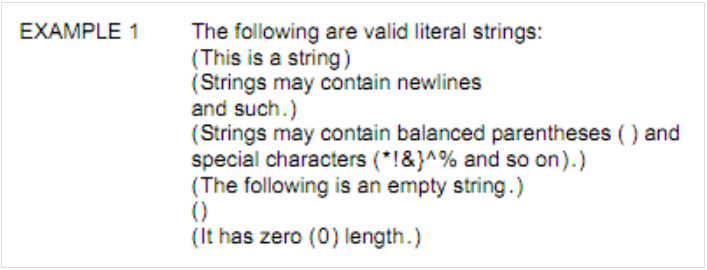 EXAMPLE 1 The following are valid literal strings:
(This is a string)
(Strings may contain newlines
and such.)
(Strings may contain balanced parentheses ( ) and
special characters (*!&}^% and so on).)
(The following is an empty string.)
()
(It has zero (0) length.)